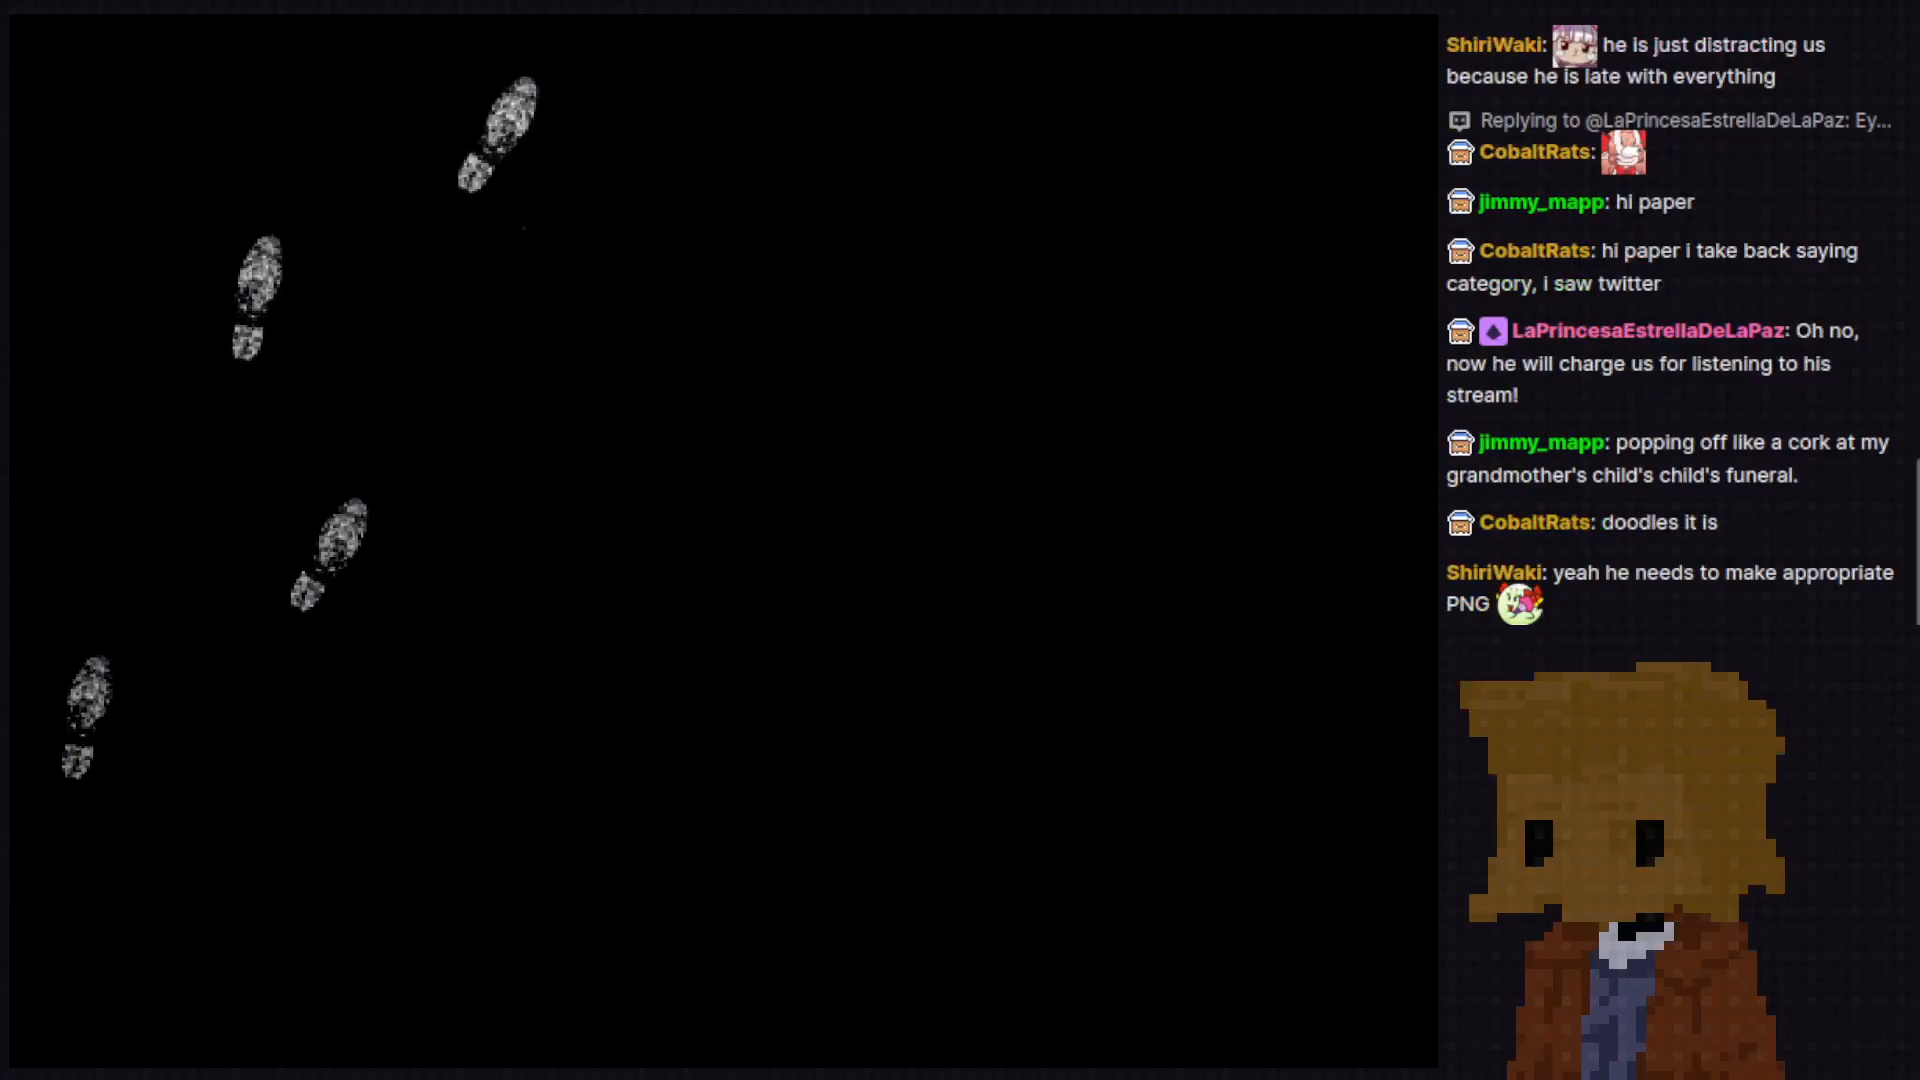 ShiriWaki: he is just distracting us
because he is late with everything
Replying to @LaPrincesaEstrellaDeLaPaz: Ey...
CobaltRats:
jimmy_mapp: hi paper
CobaltRats: hi paper i take back saying
category, i saw twitter
LaPrincesaEstrellaDeLaPaz: Oh no,
now he will charge us for listening to his
stream!
jimmy_mapp: popping off like a cork at my
grandmother's child's child's funeral.
CobaltRats: doodles it is
ShiriWaki: yeah he needs to make appropriate
PNG